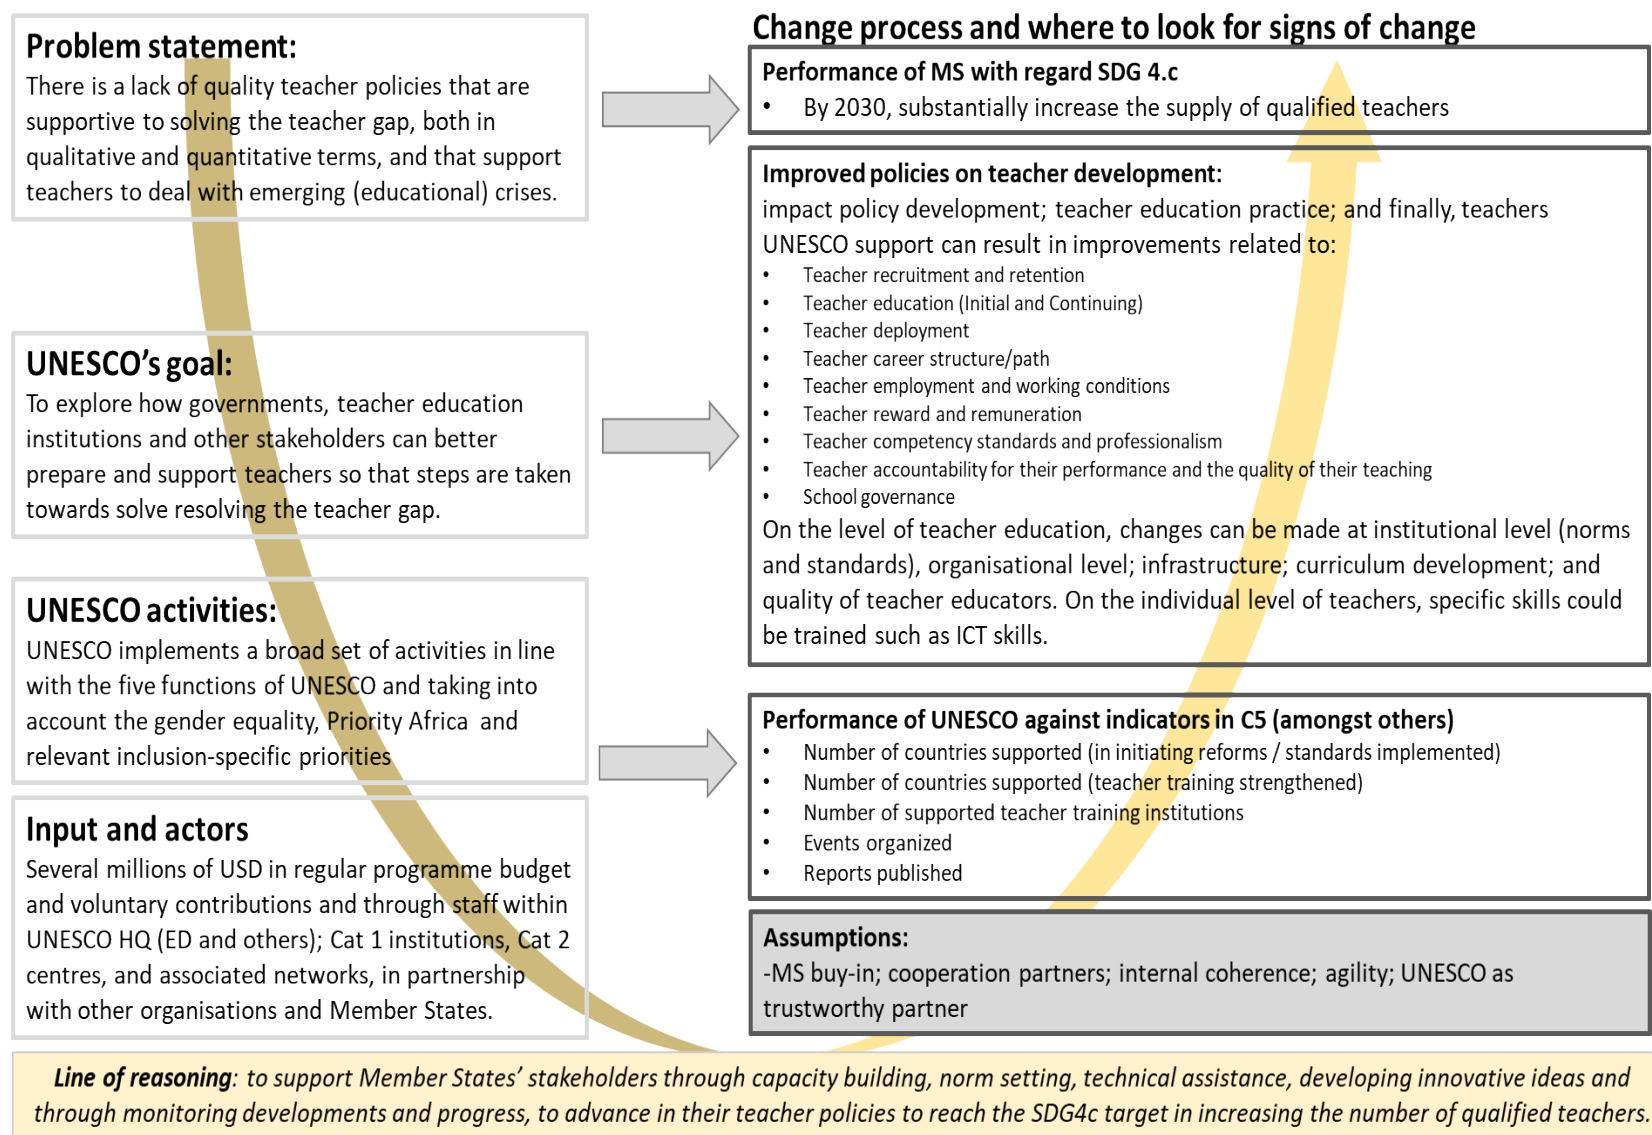 Problem statement:
There is a lack of quality teacher policies that are
supportive to solving the teacher gap, both in
qualitative and quantitative terms, and that support
teachers to deal with emerging (educational) crises.
UNESCO's goal:
To explore how governments, teacher education
institutions and other stakeholders can better
prepare and support teachers so that steps are taken
towards solve resolving the teacher gap.
UNESCO activities:
UNESCO implements a broad set of activities in line
with the five functions of UNESCO and taking into
account the gender equality, Priority Africa and
relevant inclusion-specific priorities
Input and actors
Several millions of USD in regular programme budget
and voluntary contributions and through staff within
UNESCO HQ (ED and others); Cat 1 institutions, Cat 2
centres, and associated networks, in partnership
with other organisations and Member States.
Change process and where to look for signs of change
Performance of MS with regard SDG 4.c
• By 2030, substantially increase the supply of qualified teachers
Improved policies on teacher development:
impact policy development; teacher education practice; and finally, teachers
UNESCO support can result in improvements related to:
• Teacher recruitment and retention
• Teacher education (Initial and Continuing)
• Teacher deployment
• Teacher career structure/path
• Teacher employment and working conditions
• Teacher reward and remuneration
• Teacher competency standards and professionalism
• Teacher accountability for their performance and the quality of their teaching
• School governance
On the level of teacher education, changes can be made at institutional level (norms
and standards), organisational level; infrastructure; curriculum development; and
quality of teacher educators. On the individual level of teachers, specific skills could
be trained such as ICT skills.
Performance of UNESCO against indicators in C5 (amongst others)
• Number of countries supported (in initiating reforms / standards implemented)
• Number of countries supported (teacher training strengthened)
• Number of supported teacher training institutions
• Events organized
• Reports published
Assumptions:
-MS buy-in; cooperation partners; internal coherence; agility; UNESCO as
trustworthy partner
Line of reasoning: to support Member States' stakeholders through capacity building, norm setting, technical assistance, developing innovative ideas and
through monitoring developments and progress, to advance in their teacher policies to reach the SDG4c target in increasing the number of qualified teachers.